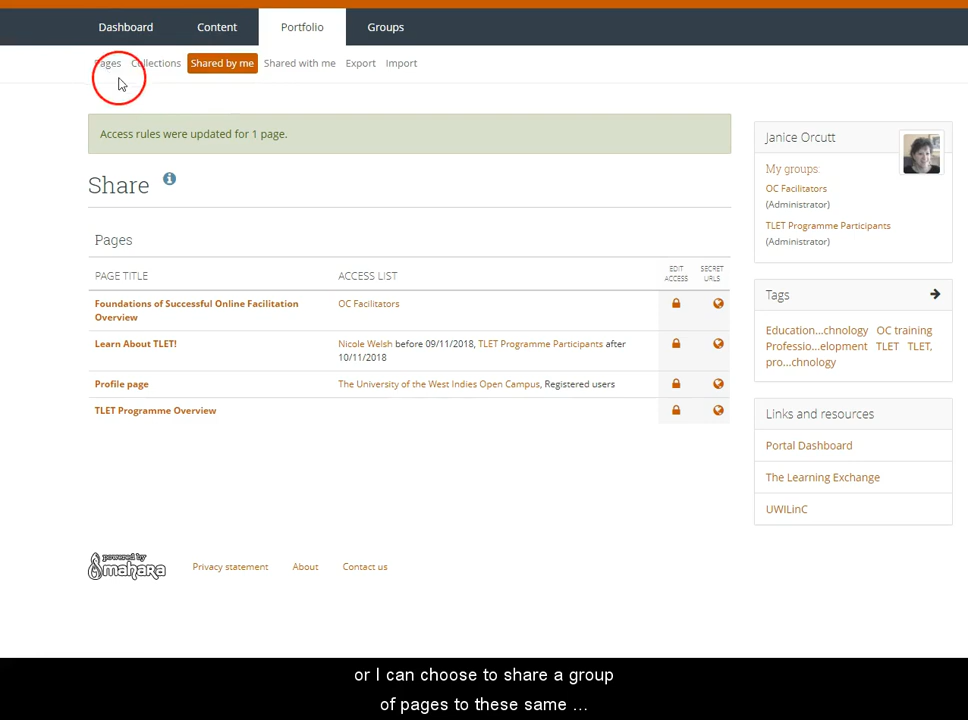 Dashboard Content Portfolio Groups
Pages Collections Shared by me Shared with me Export Import
Access rules were updated for 1 page.
Share
Pages
PAGE TITLE ACCESS LIST EDIT ACCESS SECRET URLS
Foundations of Successful Online Facilitation Overview OC Facilitators
Learn About TLET! Nicole Welsh before 09/11/2018, TLET Programme Participants after 10/11/2018
Profile page The University of the West Indies Open Campus, Registered users
TLET Programme Overview
Janice Orcutt
My groups:
OC Facilitators
(Administrator)
TLET Programme Participants
(Administrator)
Tags
Education...chnology OC training
Professio...elopment TLET TLET,
pro...chnology
Links and resources
Portal Dashboard
The Learning Exchange
UWILinC
powered by
mahara
Privacy statement About Contact us
or I can choose to share a group
of pages to these same ...